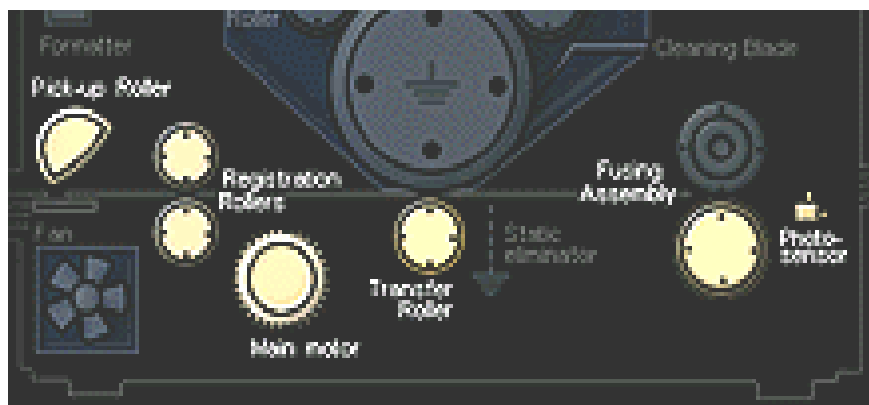 Roller
Formatter
Cleaning Blade
Pick-up Roller
Registration
Rollers
Fusing
Assembly
Fan
Static
eliminator
Photo-
sensor
Transfer
Roller
Main motor